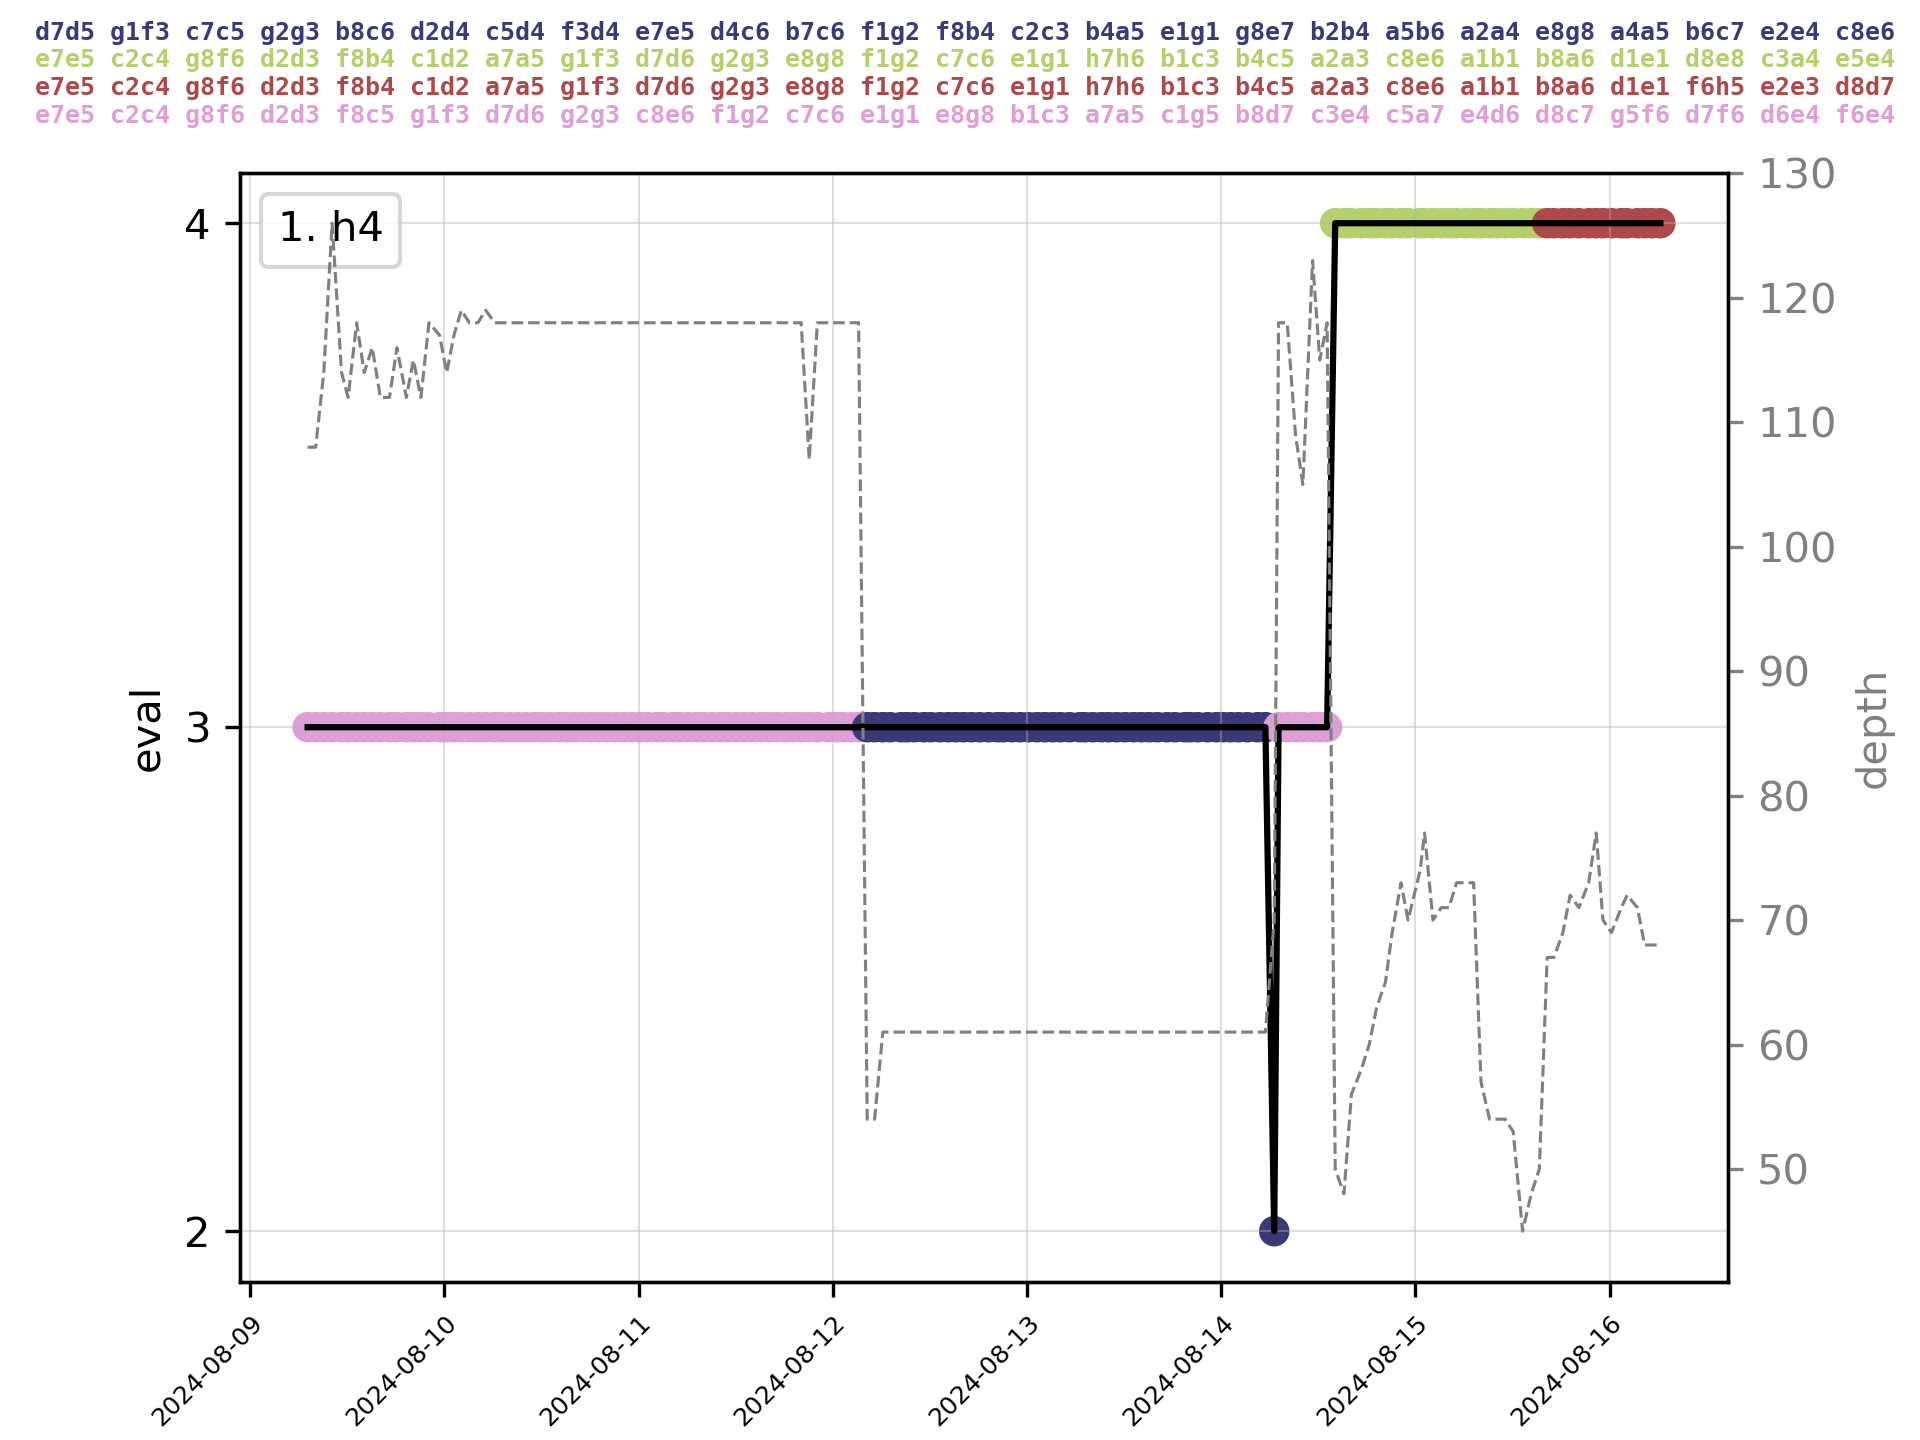 d7d5 g1f3 c7c5 g2g3 b8c6 d2d4 c5d4 f3d4 e7e5 d4c6 b7c6 f1g2 f8b4 c2c3 b4a5 e1g1 g8e7 b2b4 a5b6 a2a4 e8g8 a4a5 b6c7 e2e4 c8e6
e7e5 c2c4 g8f6 d2d3 f8b4 c1d2 a7a5 g1f3 d7d6 g2g3 e8g8 f1g2 c7c6 e1g1 h7h6 b1c3 b4c5 a2a3 c8e6 a1b1 b8a6 d1e1 d8e8 c3a4 e5e4
e7e5 c2c4 g8f6 d2d3 f8b4 c1d2 a7a5 g1f3 d7d6 g2g3 e8g8 f1g2 c7c6 e1g1 h7h6 b1c3 b4c5 a2a3 c8e6 a1b1 b8a6 d1e1 f6h5 e2e3 d8d7
e7e5 c2c4 g8f6 d2d3 f8c5 g1f3 d7d6 g2g3 c8e6 f1g2 c7c6 e1g1 e8g8 b1c3 a7a5 c1g5 b8d7 c3e4 c5a7 e4d6 d8c7 g5f6 d7f6 d6e4 f6e4
1. h4
4
3
2
eval
130
120
110
100
90
80
70
60
50
depth
2024-08-09
2024-08-10
2024-08-11
2024-08-12
2024-08-13
2024-08-14
2024-08-15
2024-08-16